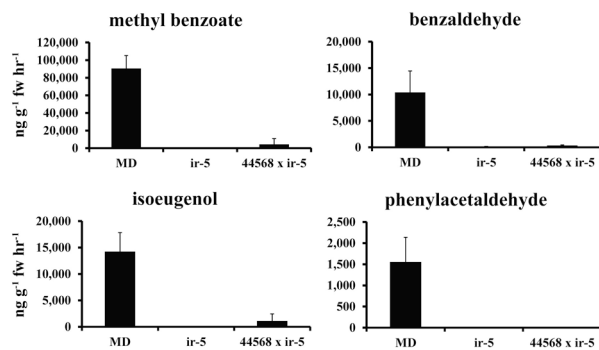 methyl benzoate
ng g-1 fw hr-1
120,000
100,000
80,000
60,000
40,000
20,000
0
MD ir-5 44568 x ir-5
benzaldehyde
20,000
15,000
10,000
5,000
0
MD ir-5 44568 x ir-5
isoeugenol
ng g-1 fw hr-1
20,000
15,000
10,000
5,000
0
MD ir-5 44568 x ir-5
phenylacetaldehyde
2,500
2,000
1,500
1,000
500
0
MD ir-5 44568 x ir-5